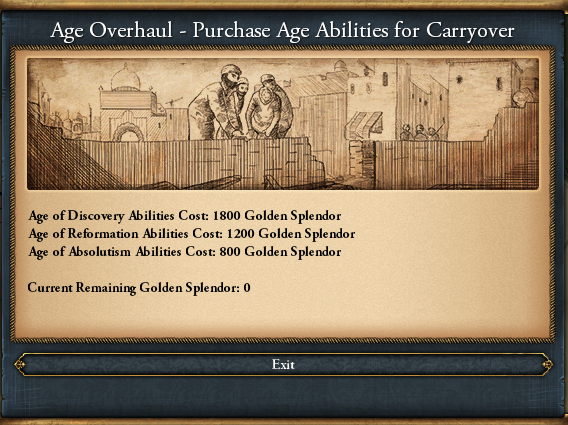 Age Overhaul - Purchase Age Abilities for Carryover
Age of Discovery Abilities Cost: 1800 Golden Splendor
Age of Reformation Abilities Cost: 1200 Golden Splendor
Age of Absolutism Abilities Cost: 800 Golden Splendor
Current Remaining Golden Splendor: 0
Exit